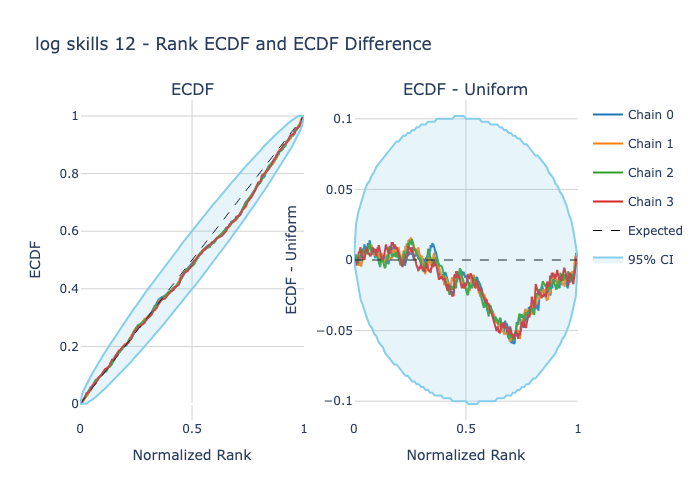 log skills 12 - Rank ECDF and ECDF Difference
ECDF
ECDF - Uniform
1
0.8
0.6
0.4
0.2
0
0
0.5
1
ECDF
Normalized Rank
0.1
0.05
0
−0.05
−0.1
0
0.5
1
ECDF - Uniform
Normalized Rank
Chain 0
Chain 1
Chain 2
Chain 3
Expected
95% CI